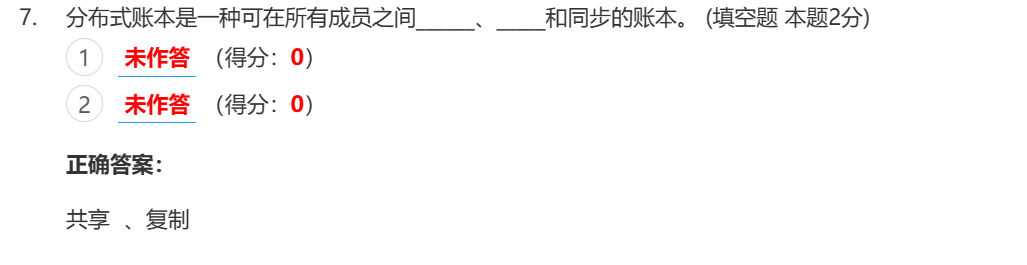 7. 分布式账本是一种可在所有成员之间_____、____和同步的账本。 (填空题 本题2分)
1 未作答 (得分：0)
2 未作答 (得分：0)
正确答案：
共享 、复制